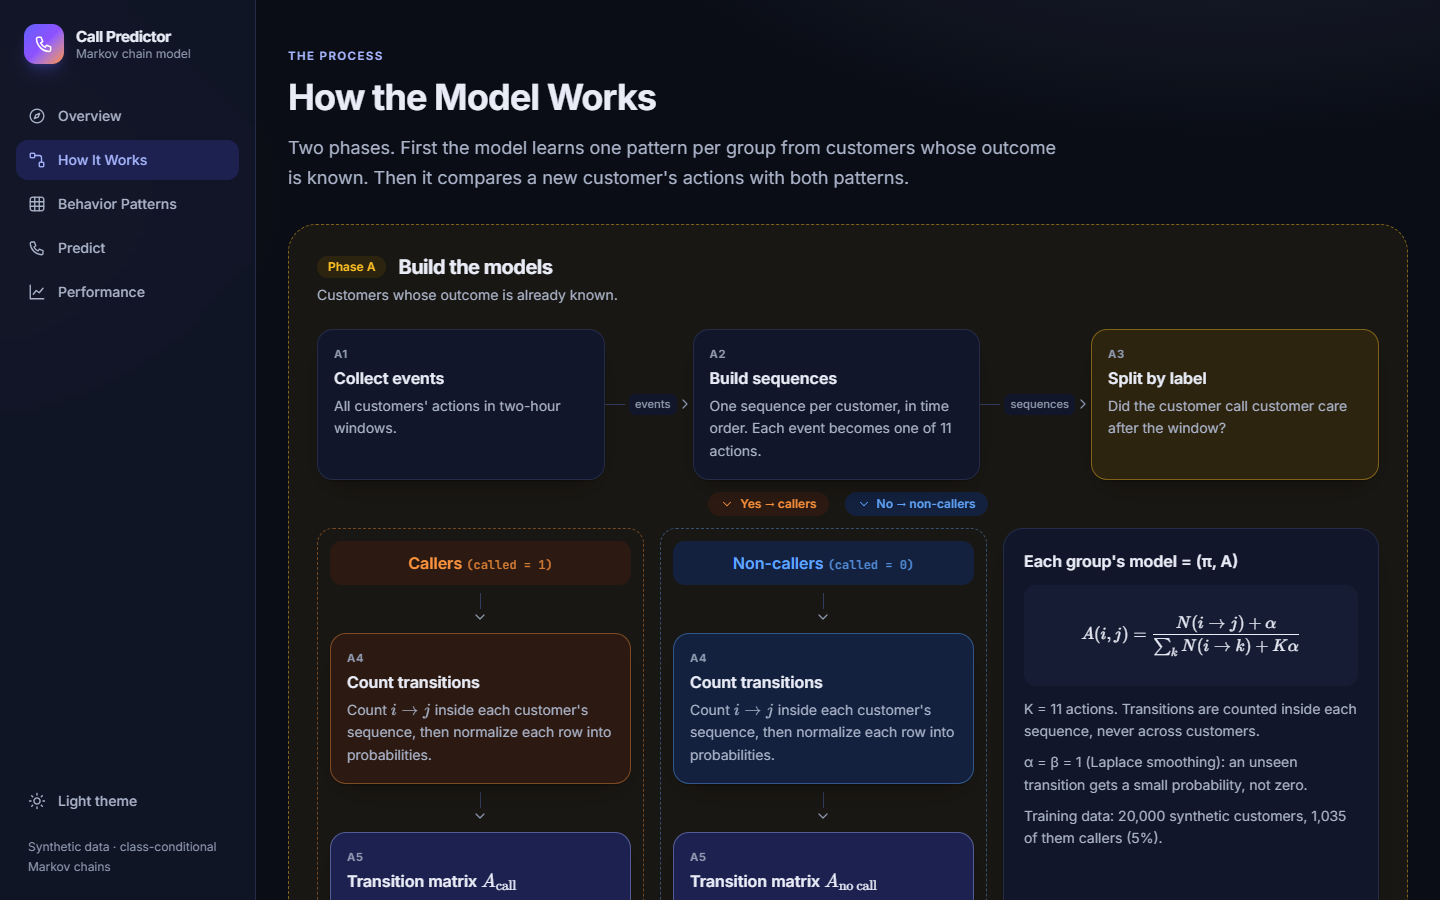 Call Predictor
Markov chain model
Overview
How It Works
Behavior Patterns
Predict
Performance
Light theme
Synthetic data · class-conditional
Markov chains
THE PROCESS
How the Model Works
Two phases. First the model learns one pattern per group from customers whose outcome
is known. Then it compares a new customer's actions with both patterns.
Phase A Build the models
Customers whose outcome is already known.
A1
Collect events
All customers' actions in two-hour
windows.
events
A2
Build sequences
One sequence per customer, in time
order. Each event becomes one of 11
actions.
sequences
A3
Split by label
Did the customer call customer care
after the window?
Yes → callers
No → non-callers
Callers (called = 1)
A4
Count transitions
Count i → j inside each customer's
sequence, then normalize each row into
probabilities.
A5
Transition matrix A_call
Non-callers (called = 0)
A4
Count transitions
Count i → j inside each customer's
sequence, then normalize each row into
probabilities.
A5
Transition matrix A_no call
Each group's model = (π, A)
A(i, j) = (N(i → j) + α) / (∑_k N(i → k) + Kα)
K = 11 actions. Transitions are counted inside each
sequence, never across customers.
α = β = 1 (Laplace smoothing): an unseen
transition gets a small probability, not zero.
Training data: 20,000 synthetic customers, 1,035
of them callers (5%).